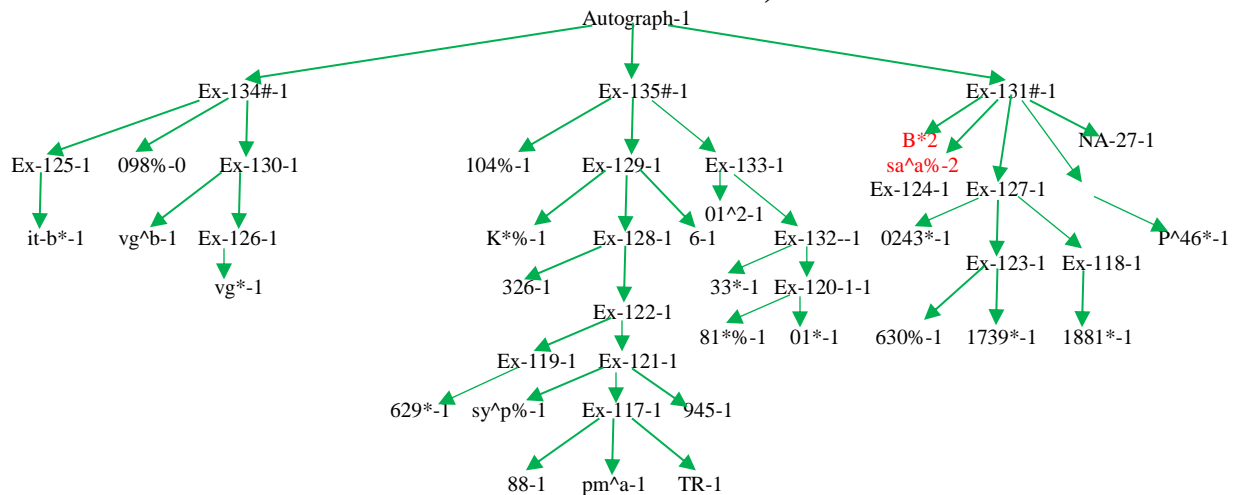 Autograph-1
Ex-134#-1 Ex-135#-1 Ex-131#-1
B*2 NA-27-1
Ex-125-1 098%-0 Ex-130-1 104%-1 Ex-129-1 Ex-133-1 sa^a%-2
Ex-124-1 Ex-127-1
01^2-1
it-b*-1 vg^b-1 Ex-126-1 K*%-1 Ex-128-1 6-1 Ex-132--1 0243*-1 P^46*-1
Ex-123-1 Ex-118-1
vg*-1 326-1 33*-1 Ex-120-1-1
Ex-122-1
81*%-1 01*-1 630%-1 1739*-1 1881*-1
Ex-119-1 Ex-121-1
629*-1 sy^p%-1 Ex-117-1 945-1
88-1 pm^a-1 TR-1